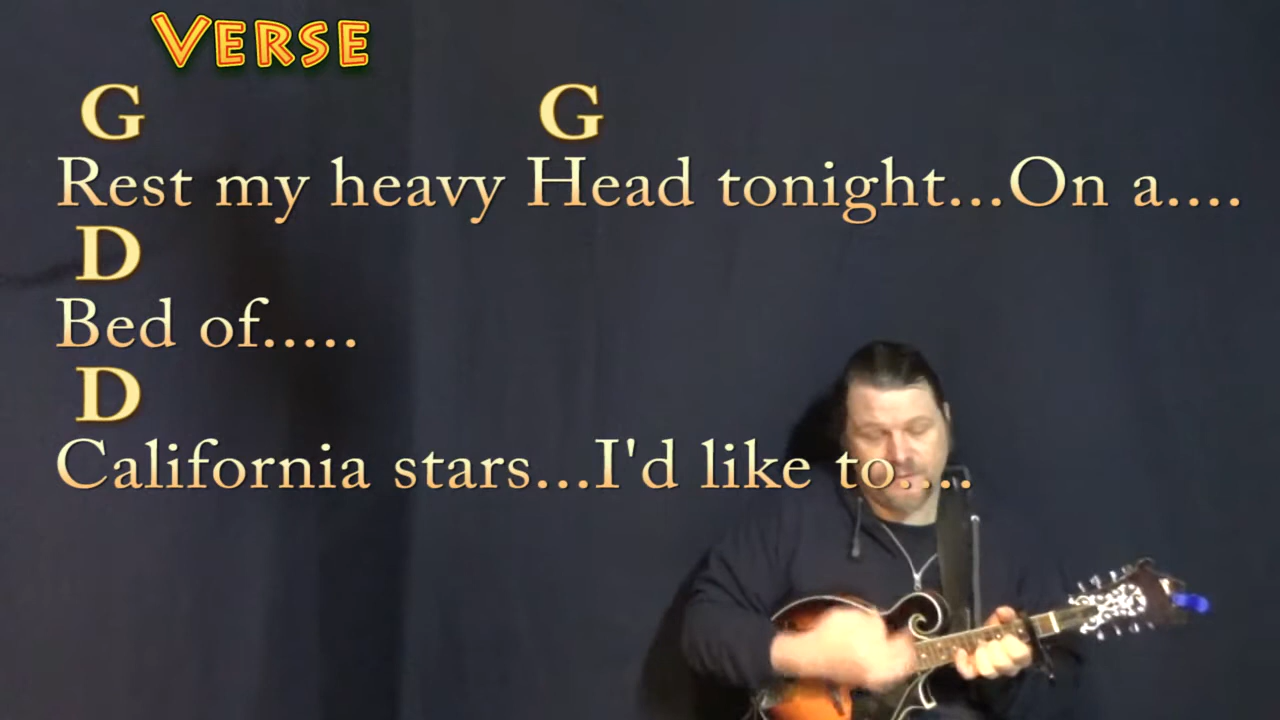 VERSE
G G
Rest my heavy Head tonight...On a....
D
Bed of.....
D
California stars...I'd like to....